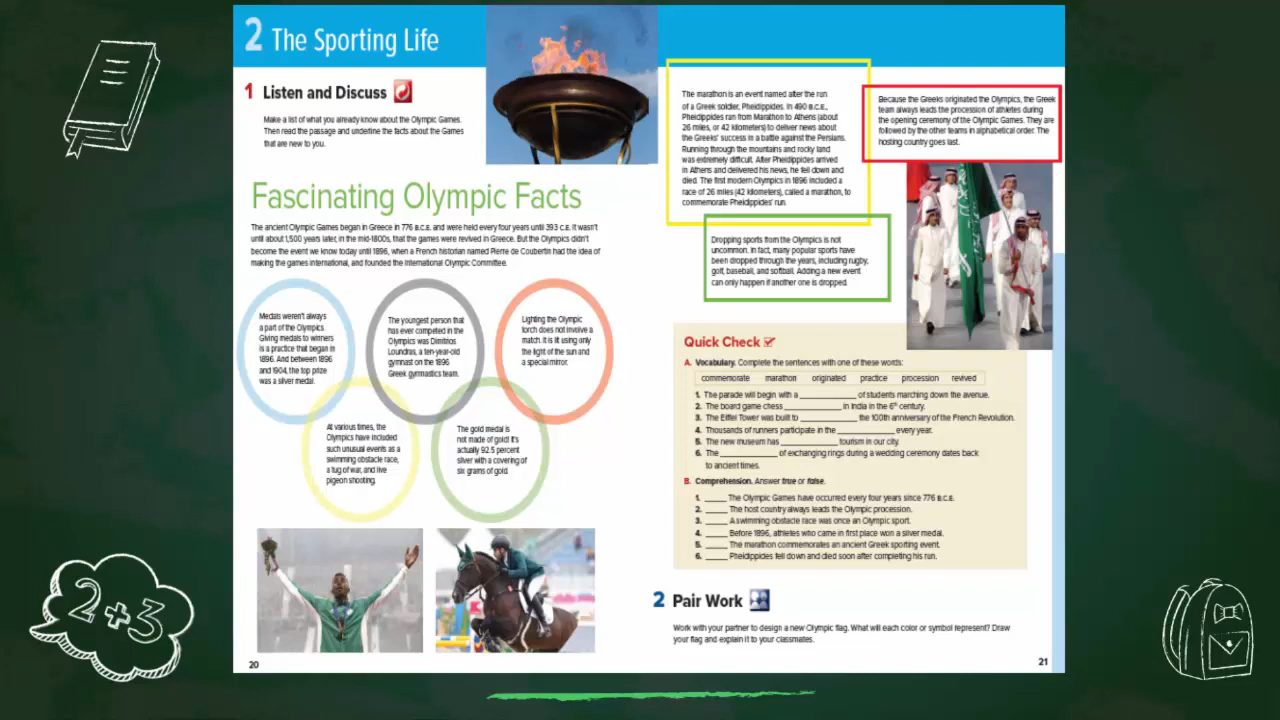 2 The Sporting Life
1 Listen and Discuss
Make a list of what you already know about the Olympic Games.
Then read the passage and underline the facts about the Games
that are new to you.
Fascinating Olympic Facts
The ancient Olympic Games began in Greece in 776 B.C.E. and were held every four years until 393 C.E. It wasn't
until about 1,500 years later, in the mid-1800s, that the games were revived in Greece. But the Olympics didn't
become the event we know today until 1896, when a French historian named Pierre de Coubertin had the idea of
making the games international, and founded the International Olympic Committee.
Medals weren't always
a part of the Olympics.
Giving medals to winners
is a practice that began in
1896. And between 1896
and 1904, the top prize
was a silver medal.
The youngest person that
has ever competed in the
Olympics was Dimitrios
Loundras, a ten-year-old
gymnast on the 1896
Greek gymnastics team.
Lighting the Olympic
torch does not involve a
match. It is lit using only
the light of the sun and
a special mirror.
At various times, the
Olympics have included
such unusual events as a
swimming obstacle race,
a tug of war, and live
pigeon shooting.
The gold medal is
not made of gold! It's
actually 92.5 percent
silver with a covering of
six grams of gold.
20
The marathon is an event named after the run
of a Greek soldier, Pheidippides. In 490 B.C.E.,
Pheidippides ran from Marathon to Athens (about
26 miles, or 42 kilometers) to deliver news about
the Greeks' success in a battle against the Persians.
Running through the mountains and rocky land
was extremely difficult. After Pheidippides arrived
in Athens and delivered his news, he fell down and
died. The first modern Olympics in 1896 included a
race of 26 miles (42 kilometers), called a marathon, to
commemorate Pheidippides' run.
Because the Greeks originated the Olympics, the Greek
team always leads the procession of athletes during
the opening ceremony of the Olympic Games. They are
followed by the other teams in alphabetical order. The
hosting country goes last.
Dropping sports from the Olympics is not
uncommon. In fact, many popular sports have
been dropped through the years, including rugby,
golf, baseball, and softball. Adding a new event
can only happen if another one is dropped.
Quick Check
A. Vocabulary. Complete the sentences with one of these words:
commemorate marathon originated practice procession revived
1. The parade will begin with a ____________ of students marching down the avenue.
2. The board game chess ____________ in India in the 6th century.
3. The Eiffel Tower was built to ____________ the 100th anniversary of the French Revolution.
4. Thousands of runners participate in the ____________ every year.
5. The new museum has ____________ tourism in our city.
6. The ____________ of exchanging rings during a wedding ceremony dates back
to ancient times.
B. Comprehension. Answer true or false.
1. _____ The Olympic Games have occurred every four years since 776 B.C.E.
2. _____ The host country always leads the Olympic procession.
3. _____ A swimming obstacle race was once an Olympic sport.
4. _____ Before 1896, athletes who came in first place won a silver medal.
5. _____ The marathon commemorates an ancient Greek sporting event.
6. _____ Pheidippides fell down and died soon after completing his run.
2 Pair Work
Work with your partner to design a new Olympic flag. What will each color or symbol represent? Draw
your flag and explain it to your classmates.
21
2+3